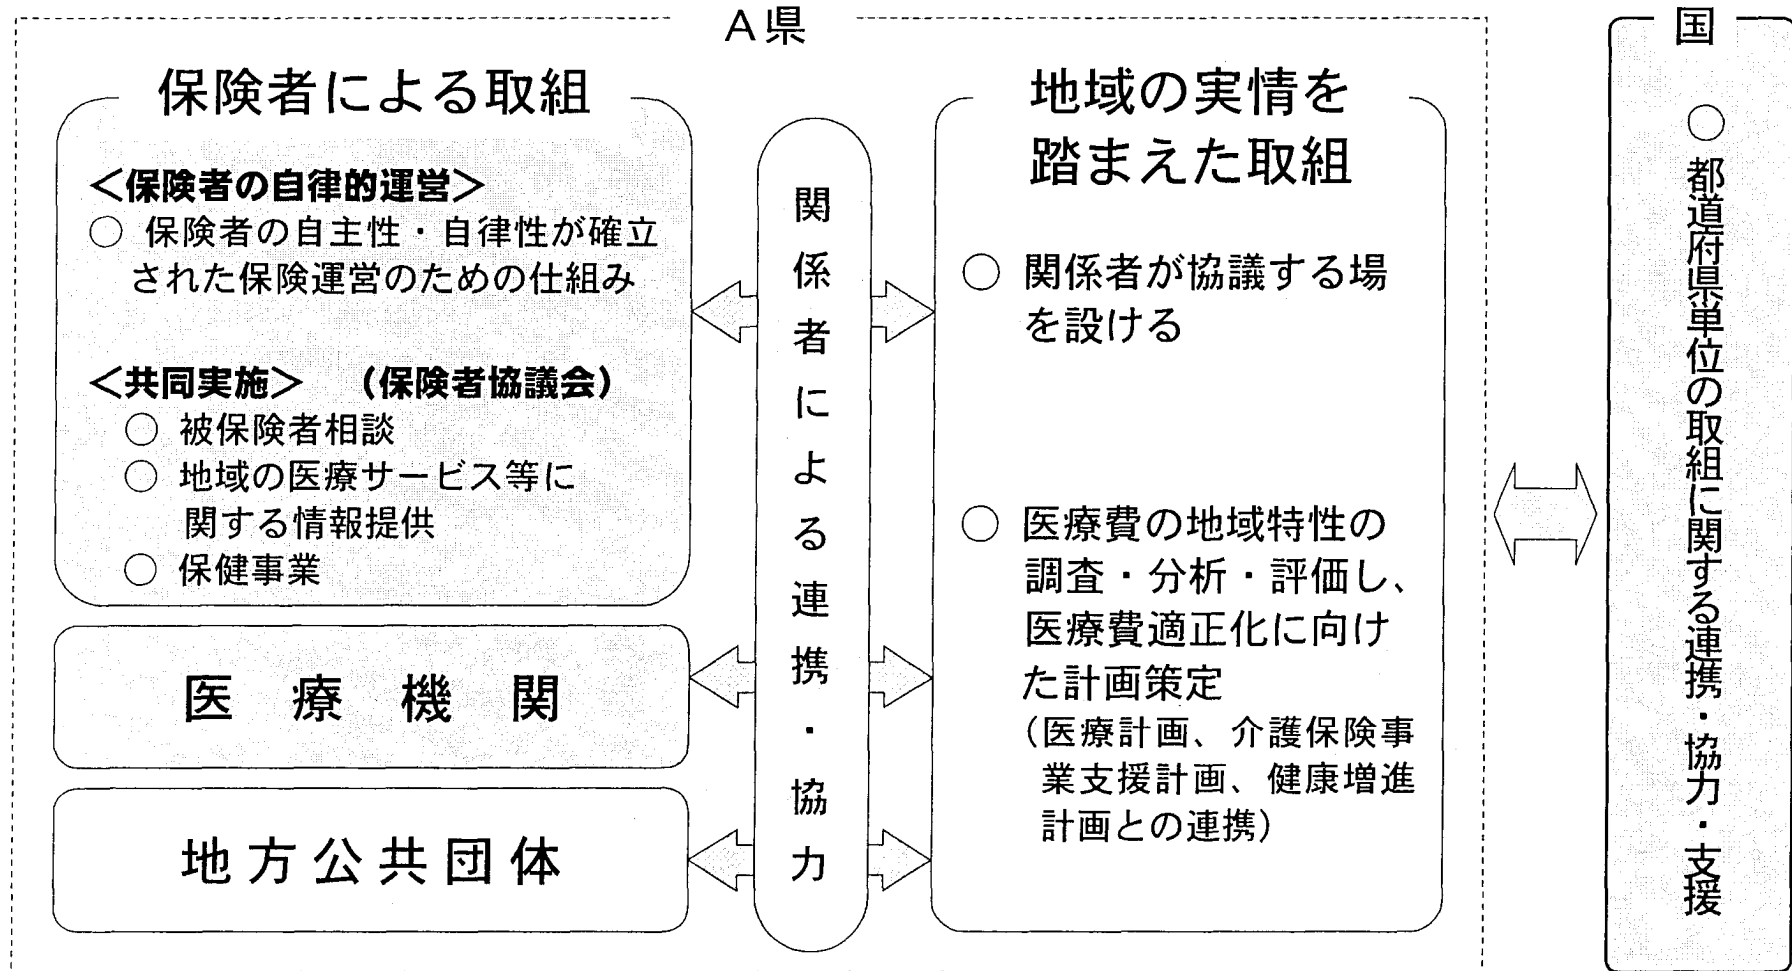 A県
保険者による取組
＜保険者の自律的運営＞
○ 保険者の自主性・自律性が確立
された保険運営のための仕組み
＜共同実施＞ （保険者協議会）
○ 被保険者相談
○ 地域の医療サービス等に
関する情報提供
○ 保健事業
医療機関
地方公共団体
関係者による連携・協力
地域の実情を
踏まえた取組
○ 関係者が協議する場
を設ける
○ 医療費の地域特性の
調査・分析・評価し、
医療費適正化に向け
た計画策定
（医療計画、介護保険事
業支援計画、健康増進
計画との連携）
国
○ 都道府県単位の取組に関する連携・協力・支援